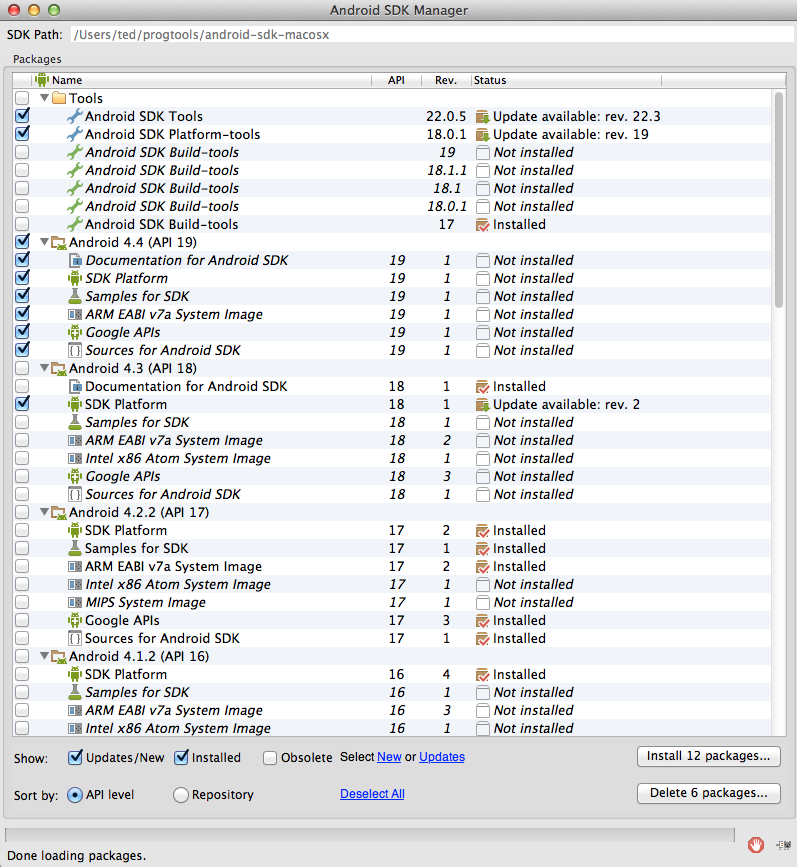 Android SDK Manager
SDK Path: /Users/ted/progtools/android-sdk-macosx
Packages
Name API Rev. Status
Tools
Android SDK Tools 22.0.5 Update available: rev. 22.3
Android SDK Platform-tools 18.0.1 Update available: rev. 19
Android SDK Build-tools 19 Not installed
Android SDK Build-tools 18.1.1 Not installed
Android SDK Build-tools 18.1 Not installed
Android SDK Build-tools 18.0.1 Not installed
Android SDK Build-tools 17 Installed
Android 4.4 (API 19)
Documentation for Android SDK 19 1 Not installed
SDK Platform 19 1 Not installed
Samples for SDK 19 1 Not installed
ARM EABI v7a System Image 19 1 Not installed
Google APIs 19 1 Not installed
Sources for Android SDK 19 1 Not installed
Android 4.3 (API 18)
Documentation for Android SDK 18 1 Installed
SDK Platform 18 1 Update available: rev. 2
Samples for SDK 18 1 Not installed
ARM EABI v7a System Image 18 2 Not installed
Intel x86 Atom System Image 18 1 Not installed
Google APIs 18 3 Not installed
Sources for Android SDK 18 1 Not installed
Android 4.2.2 (API 17)
SDK Platform 17 2 Installed
Samples for SDK 17 1 Installed
ARM EABI v7a System Image 17 2 Installed
Intel x86 Atom System Image 17 1 Not installed
MIPS System Image 17 1 Not installed
Google APIs 17 3 Installed
Sources for Android SDK 17 1 Installed
Android 4.1.2 (API 16)
SDK Platform 16 4 Installed
Samples for SDK 16 1 Not installed
ARM EABI v7a System Image 16 3 Not installed
Intel x86 Atom System Image 16 1 Not installed
Show: Updates/New Installed Obsolete Select New or Updates Install 12 packages...
Sort by: API level Repository Deselect All Delete 6 packages...
Done loading packages.